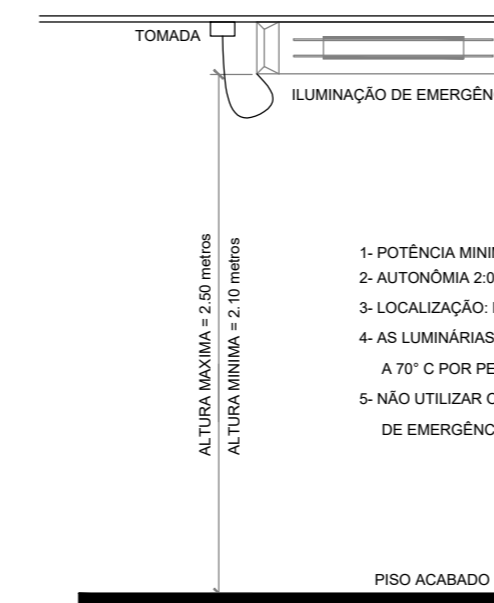 TOMADA
ILUMINAÇÃO DE EMERGÊN
ALTURA MAXIMA = 2.50 metros
ALTURA MINIMA = 2.10 metros
1- POTÊNCIA MINI
2- AUTONÔMIA 2:0
3- LOCALIZAÇÃO:
4- AS LUMINÁRIAS
A 70° C POR PE
5- NÃO UTILIZAR
DE EMERGÊNC
PISO ACABADO